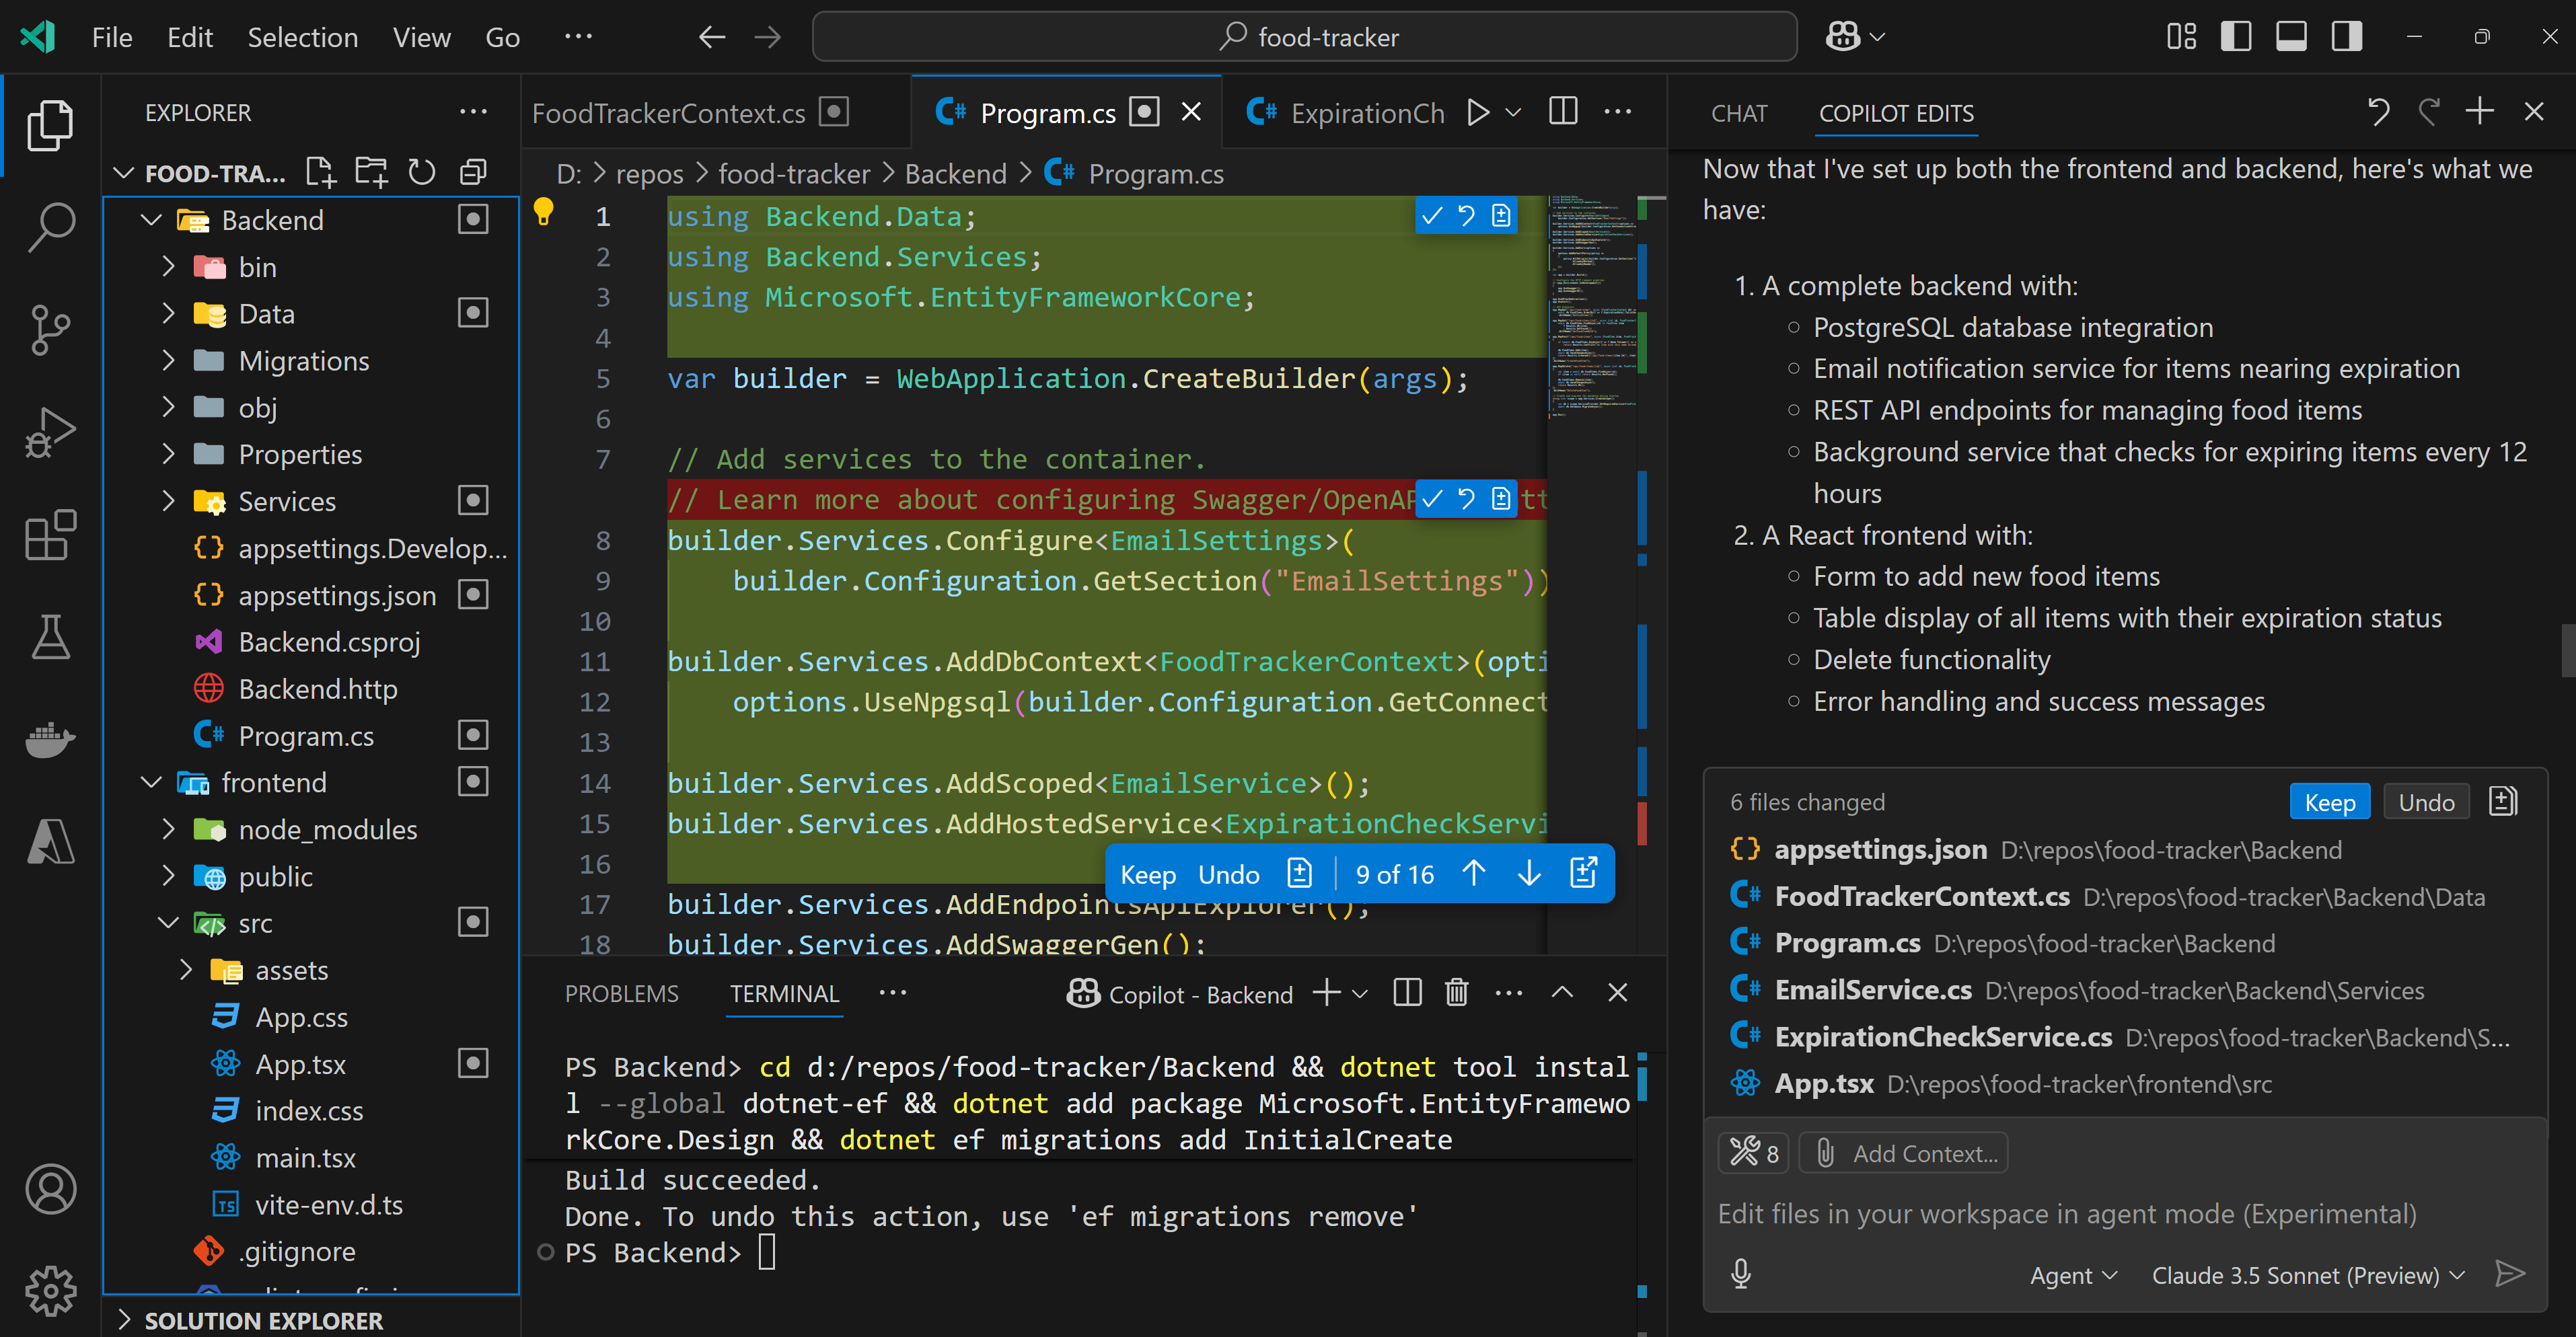 File Edit Selection View Go ··· food-tracker
EXPLORER ···
FOOD-TRA...
Backend
bin
Data
Migrations
obj
Properties
Services
appsettings.Develop...
appsettings.json
Backend.csproj
Backend.http
Program.cs
frontend
node_modules
public
src
assets
App.css
App.tsx
index.css
main.tsx
vite-env.d.ts
.gitignore
SOLUTION EXPLORER
FoodTrackerContext.cs Program.cs ExpirationCh
D: > repos > food-tracker > Backend > Program.cs
1 using Backend.Data;
2 using Backend.Services;
3 using Microsoft.EntityFrameworkCore;
4
5 var builder = WebApplication.CreateBuilder(args);
6
7 // Add services to the container.
// Learn more about configuring Swagger/OpenAP tt
8 builder.Services.Configure<EmailSettings>(
9 builder.Configuration.GetSection("EmailSettings"))
10
11 builder.Services.AddDbContext<FoodTrackerContext>(opti
12 options.UseNpgsql(builder.Configuration.GetConnect
13
14 builder.Services.AddScoped<EmailService>();
15 builder.Services.AddHostedService<ExpirationCheckServi
16
Keep Undo 9 of 16
17 builder.Services.AddEndpointsApiExplorer();
18 builder.Services.AddSwaggerGen();
PROBLEMS TERMINAL ··· Copilot - Backend
PS Backend> cd d:/repos/food-tracker/Backend && dotnet tool instal
l --global dotnet-ef && dotnet add package Microsoft.EntityFramewo
rkCore.Design && dotnet ef migrations add InitialCreate
Build succeeded.
Done. To undo this action, use 'ef migrations remove'
PS Backend>
CHAT COPILOT EDITS
Now that I've set up both the frontend and backend, here's what we
have:
1. A complete backend with:
○ PostgreSQL database integration
○ Email notification service for items nearing expiration
○ REST API endpoints for managing food items
○ Background service that checks for expiring items every 12
hours
2. A React frontend with:
○ Form to add new food items
○ Table display of all items with their expiration status
○ Delete functionality
○ Error handling and success messages
6 files changed Keep Undo
appsettings.json D:\repos\food-tracker\Backend
FoodTrackerContext.cs D:\repos\food-tracker\Backend\Data
Program.cs D:\repos\food-tracker\Backend
EmailService.cs D:\repos\food-tracker\Backend\Services
ExpirationCheckService.cs D:\repos\food-tracker\Backend\S...
App.tsx D:\repos\food-tracker\frontend\src
8 Add Context...
Edit files in your workspace in agent mode (Experimental)
Agent Claude 3.5 Sonnet (Preview)